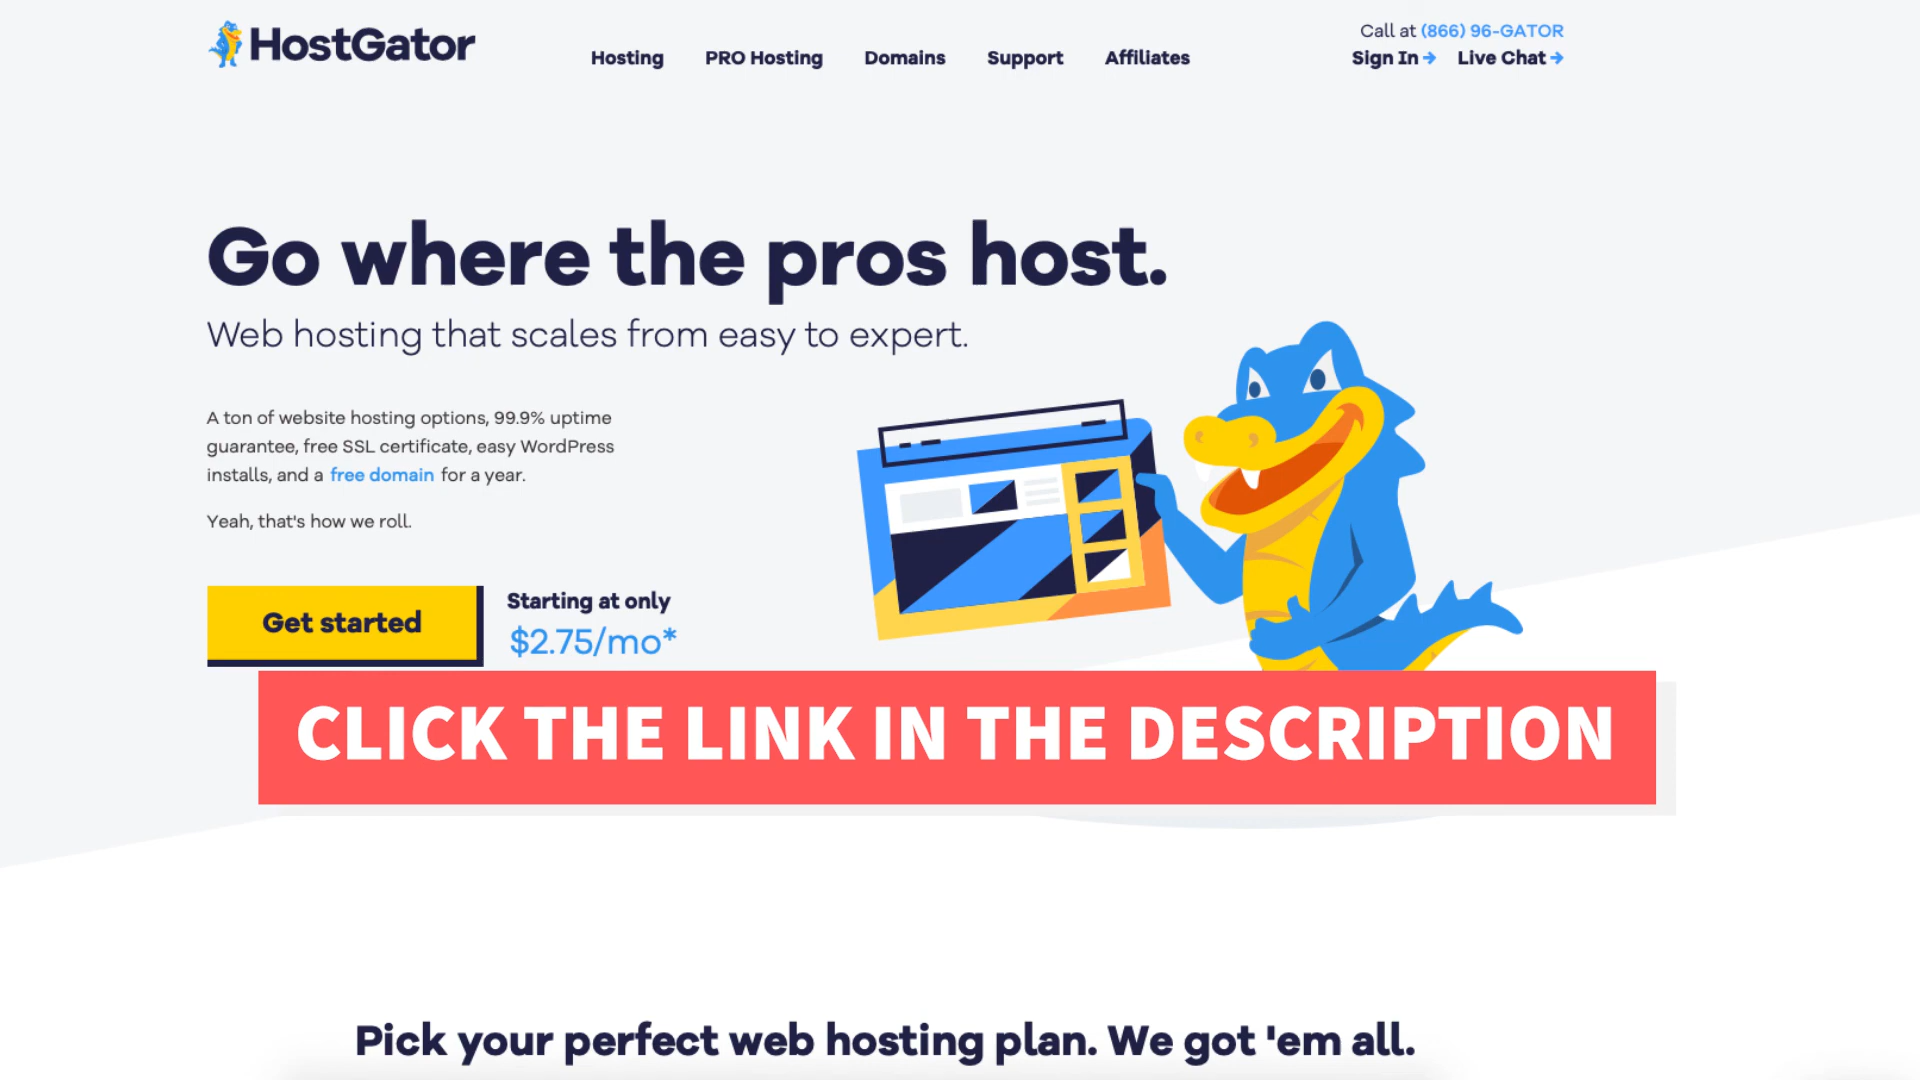 HostGator
Hosting
PRO Hosting
Domains
Support
Affiliates
Call at (866) 96-GATOR
Sign In
Live Chat
Go where the pros host.
Web hosting that scales from easy to expert.
A ton of website hosting options, 99.9% uptime
guarantee, free SSL certificate, easy WordPress
installs, and a free domain for a year.
Yeah, that's how we roll.
Get started
Starting at only
$2.75/mo*
CLICK THE LINK IN THE DESCRIPTION
Pick your perfect web hosting plan. We got 'em all.